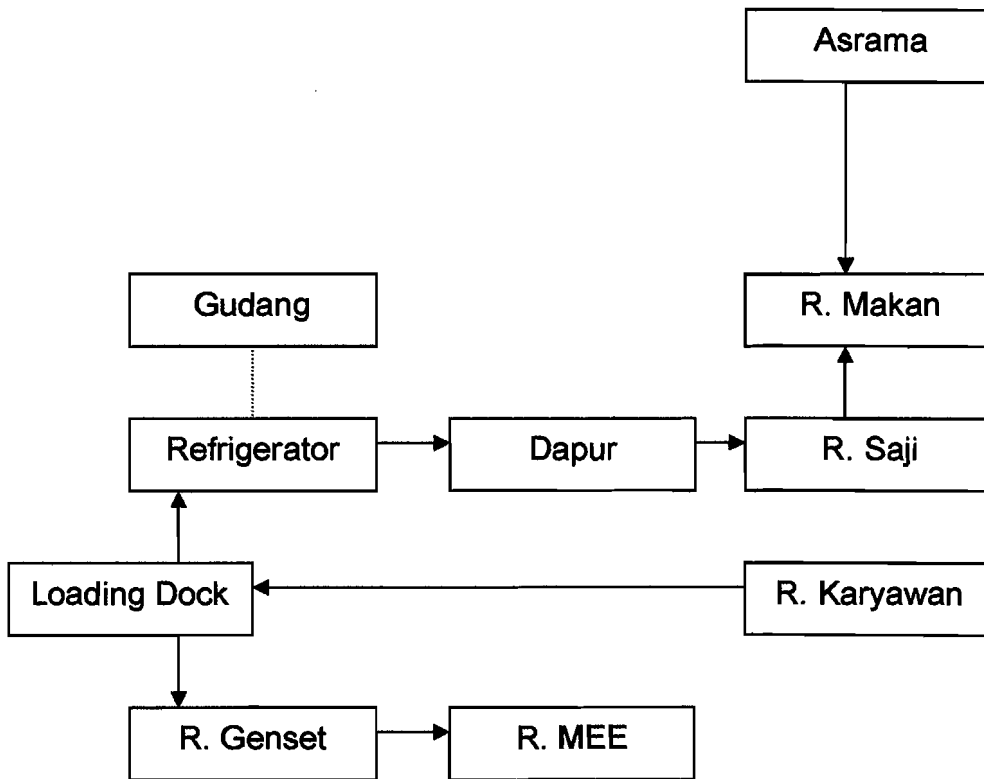 Asrama
Gudang
R. Makan
Refrigerator
Dapur
R. Saji
Loading Dock
R. Karyawan
R. Genset
R. MEE